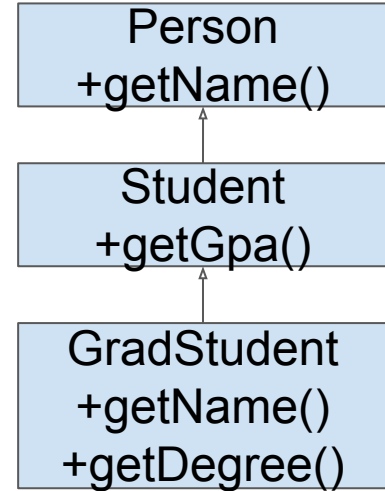 Person
+getName()
Student
+getGpa()
GradStudent
+getName()
+getDegree()